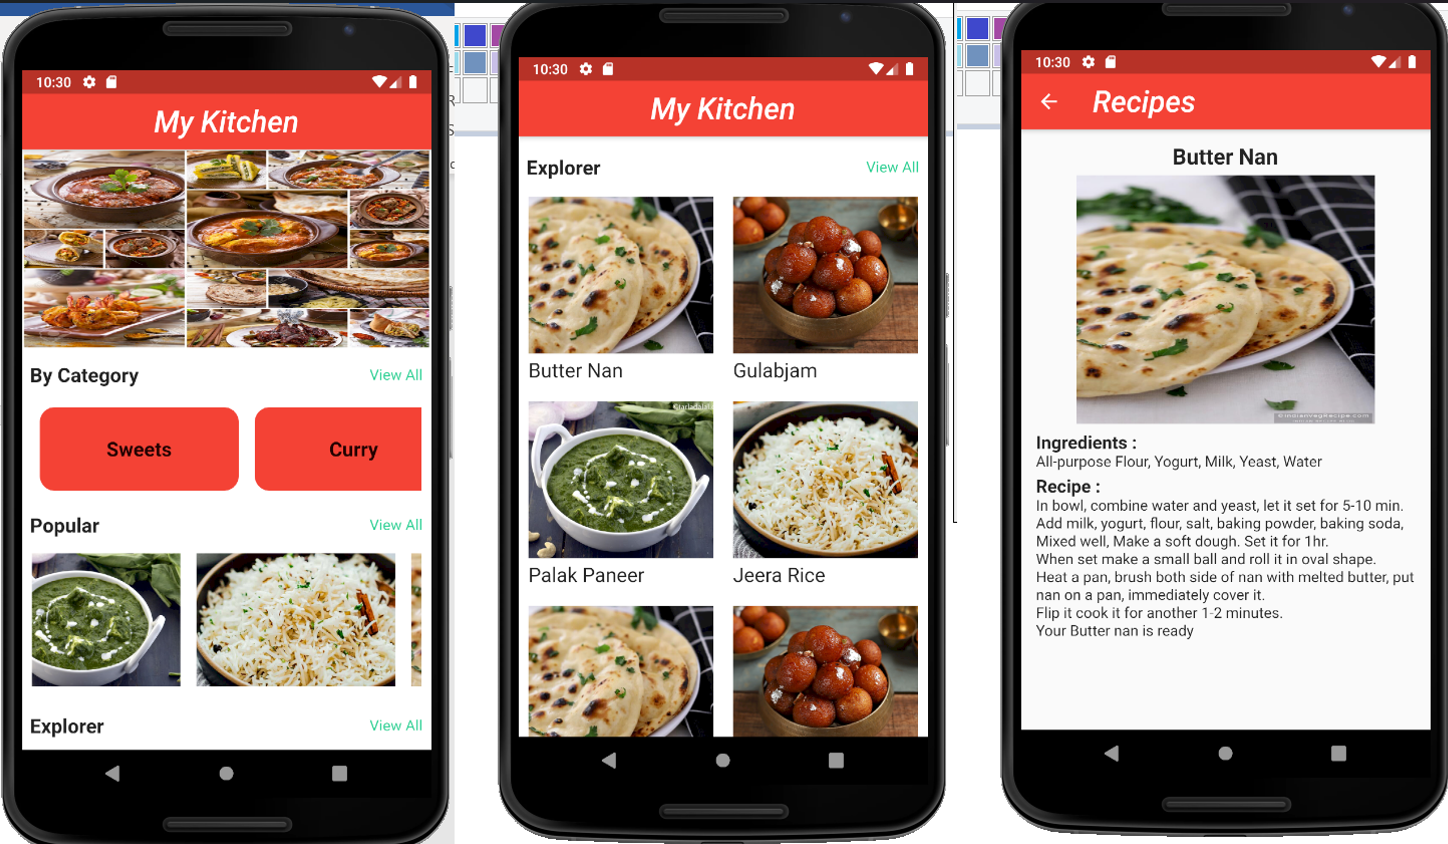 10:30
My Kitchen
By Category
View All
Sweets
Curry
Popular
View All
Explorer
View All
10:30
My Kitchen
Explorer
View All
Butter Nan
Gulabjam
Palak Paneer
Jeera Rice
10:30
Recipes
Butter Nan
Ingredients :
All-purpose Flour, Yogurt, Milk, Yeast, Water
Recipe :
In bowl, combine water and yeast, let it set for 5-10 min.
Add milk, yogurt, flour, salt, baking powder, baking soda,
Mixed well, Make a soft dough. Set it for 1hr.
When set make a small ball and roll it in oval shape.
Heat a pan, brush both side of nan with melted butter, put
nan on a pan, immediately cover it.
Flip it cook it for another 1-2 minutes.
Your Butter nan is ready